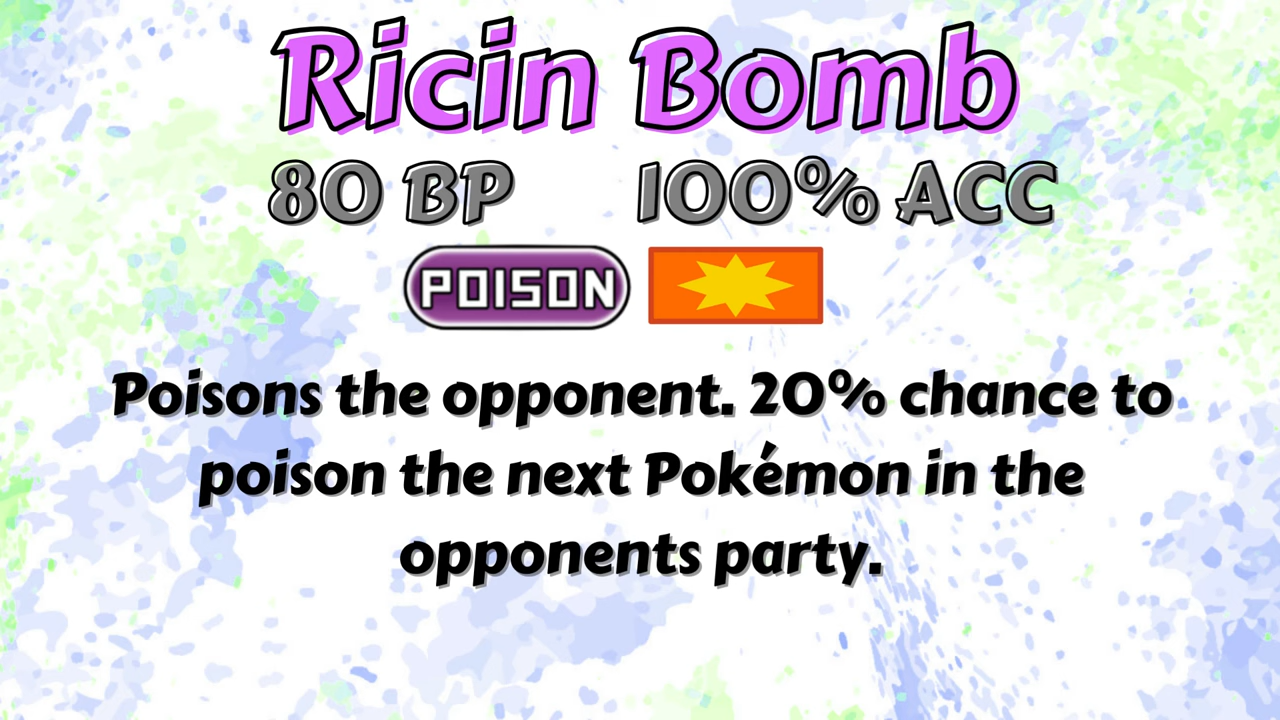 Ricin Bomb
80 BP 100% ACC
POISON
Poisons the opponent. 20% chance to
poison the next Pokémon in the
opponents party.